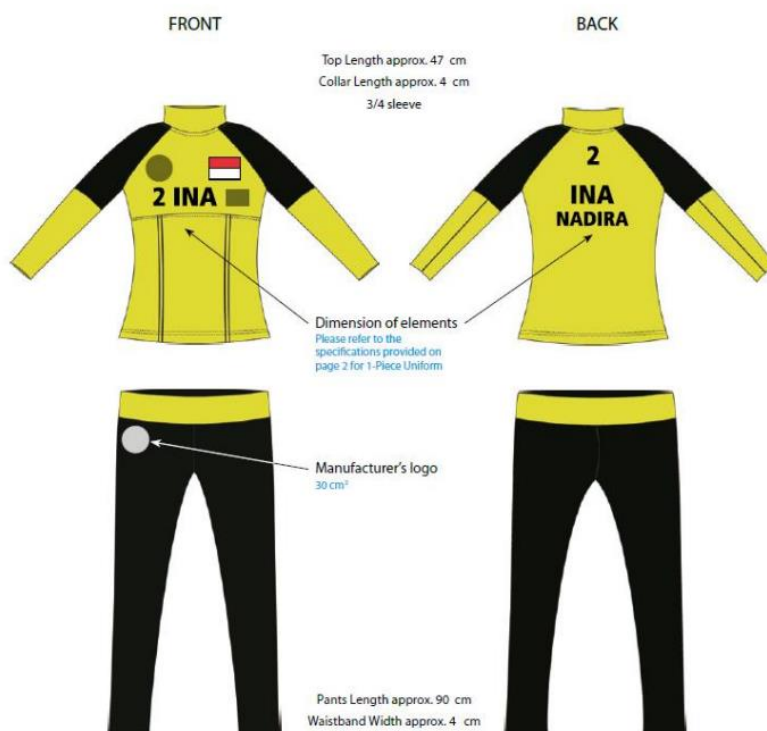 FRONT
BACK
Top Length approx. 47 cm
Collar Length approx. 4 cm
3/4 sleeve
2 INA
2
INA
NADIRA
Dimension of elements
Please refer to the
specifications provided on
page 2 for 1-Piece Uniform
Manufacturer's logo
30 cm²
Pants Length approx. 90 cm
Waistband Width approx. 4 cm